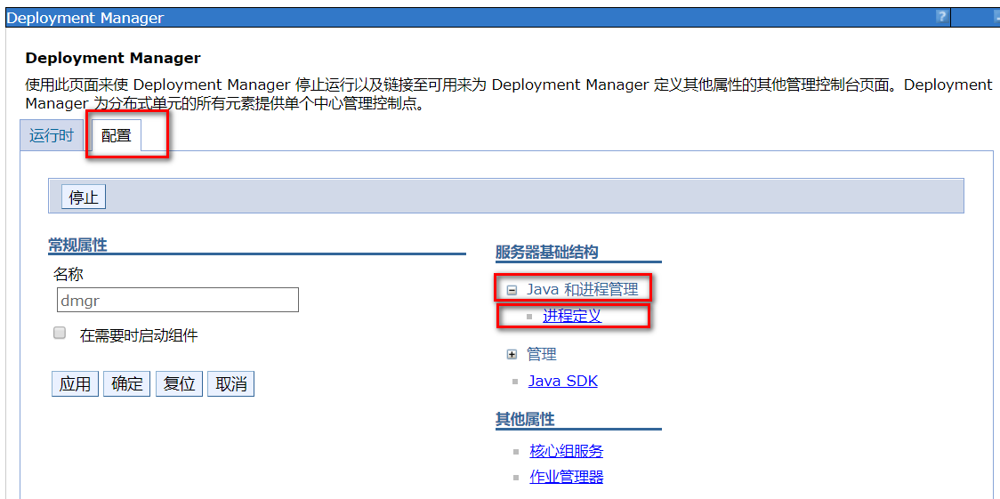 Deployment Manager
?
Deployment Manager
使用此页面来使 Deployment Manager 停止运行以及链接至可用来为 Deployment Manager 定义其他属性的其他管理控制台页面。Deployment
Manager 为分布式单元的所有元素提供单个中心管理控制点。
运行时
配置
停止
常规属性
名称
dmgr
在需要时启动组件
应用
确定
复位
取消
服务器基础结构
Java 和进程管理
进程定义
管理
Java SDK
其他属性
核心组服务
作业管理器